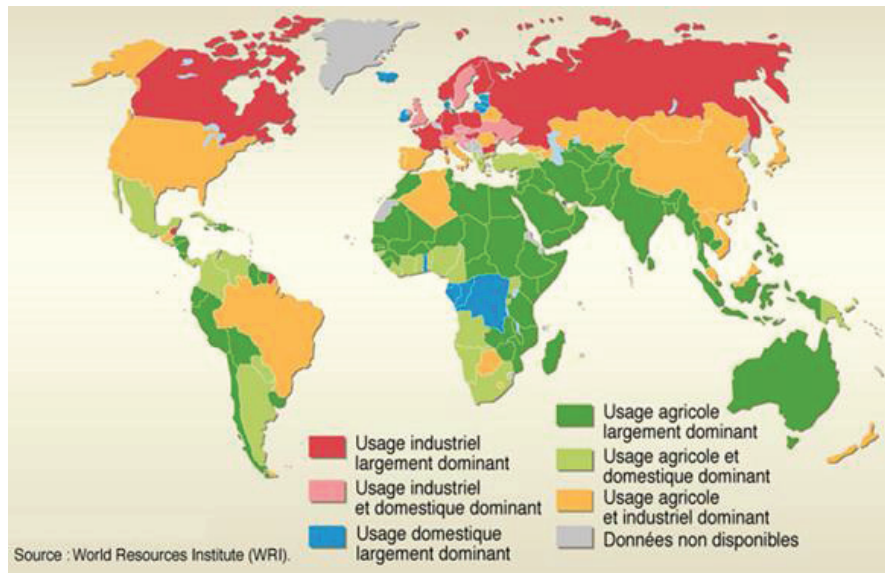 Usage industriel
largement dominant
Usage industriel
et domestique dominant
Usage domestique
largement dominant
Usage agricole
largement dominant
Usage agricole et
domestique dominant
Usage agricole
et industriel dominant
Données non disponibles
Source : World Resources Institute (WRI).